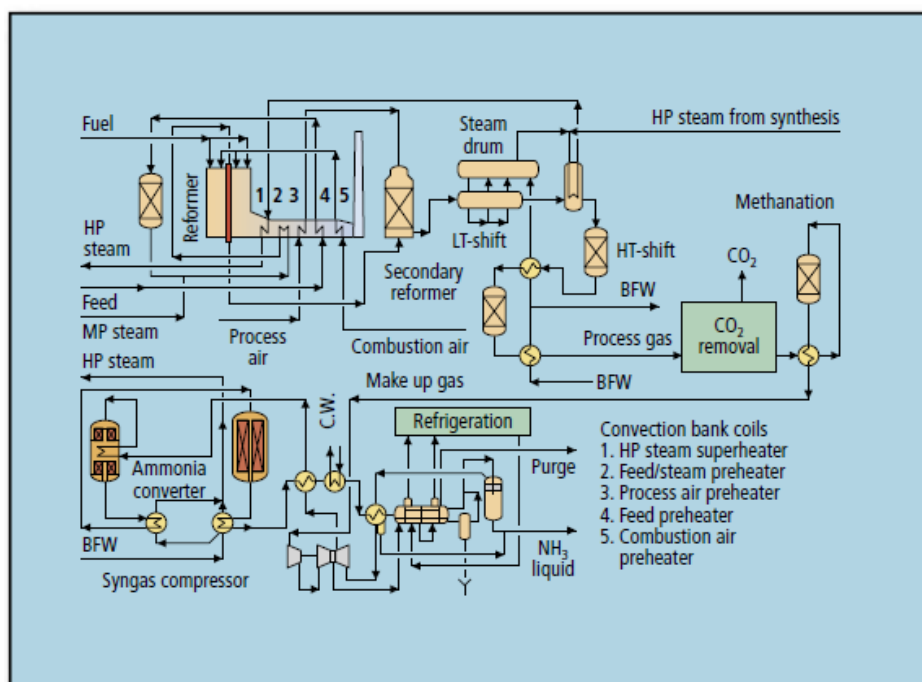 Fuel
Reformer
1 2 3 4 5
Steam
drum
HP steam from synthesis
LT-shift
HT-shift
Methanation
HP
steam
Feed
MP steam
Process
air
Secondary
reformer
Combustion air
BFW
Process gas
CO2
CO2
removal
BFW
HP steam
Make up gas
C.W.
Refrigeration
Purge
Ammonia
converter
BFW
Syngas compressor
NH3
liquid
Convection bank coils
1. HP steam superheater
2. Feed/steam preheater
3. Process air preheater
4. Feed preheater
5. Combustion air
preheater